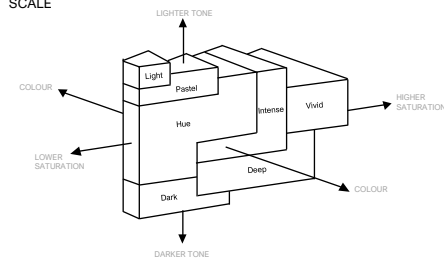 SCALE
LIGHTER TONE
Light
Pastel
COLOUR
HIGHER
SATURATION
Intense
Vivid
Hue
LOWER
SATURATION
Deep
COLOUR
Dark
DARKER TONE